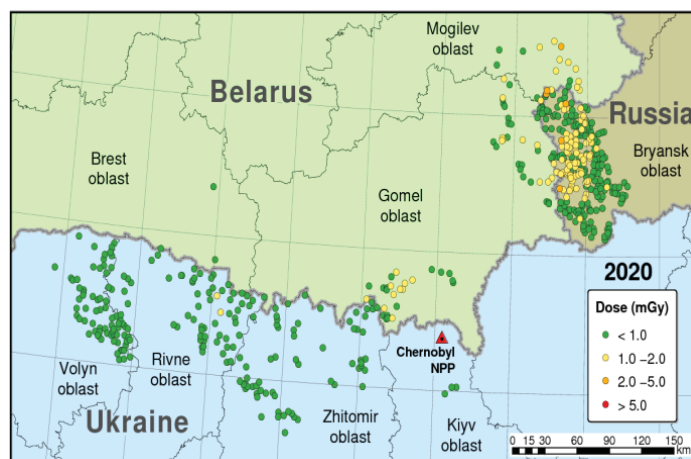 Mogilev
oblast
Belarus
Russia
Brest
oblast
Bryansk
oblast
Gomel
oblast
2020
Dose (mGy)
< 1.0
1.0 –2.0
2.0 –5.0
> 5.0
Chernobyl
NPP
Volyn
oblast
Rivne
oblast
Ukraine
Zhitomir
oblast
Kiyv
oblast
0 15 30 60 90 120 150
km